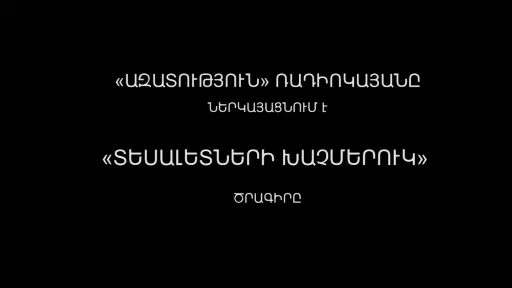 «ԱԶԱՏՈՒԹՅՈՒՆ» ՌԱԴԻՈԿԱՅԱՆԸ
ՆԵՐԿԱՅԱՑՆՈՒՄ Է
«ՏԵՍԱԼԵՏՆԵՐԻ ԽԱՉՄԵՐՈՒԿ»
ԾՐԱԳԻՐԸ